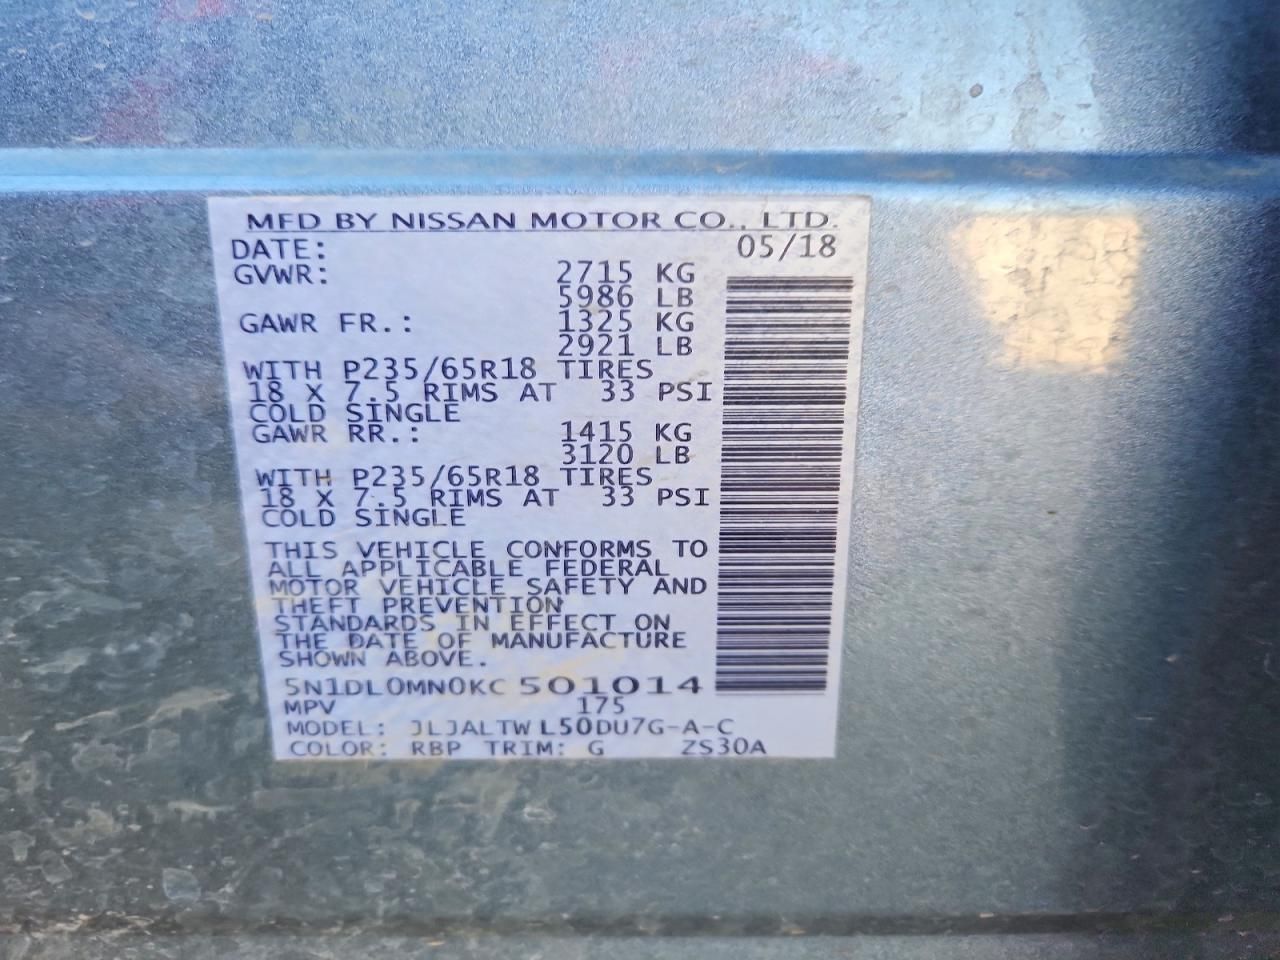 MFD BY NISSAN MOTOR CO., LTD.
DATE: 05/18
GVWR: 2715 KG
5986 LB
GAWR FR.: 1325 KG
2921 LB
WITH P235/65R18 TIRES
18 X 7.5 RIMS AT 33 PSI
COLD SINGLE
GAWR RR.: 1415 KG
3120 LB
WITH P235/65R18 TIRES
18 X 7.5 RIMS AT 33 PSI
COLD SINGLE
THIS VEHICLE CONFORMS TO
ALL APPLICABLE FEDERAL
MOTOR VEHICLE SAFETY AND
THEFT PREVENTION
STANDARDS IN EFFECT ON
THE DATE OF MANUFACTURE
SHOWN ABOVE.
5N1DL0MN0KC501014
MPV 175
MODEL: JLJALTWL50DU7G-A-C
COLOR: RBP TRIM: G ZS30A